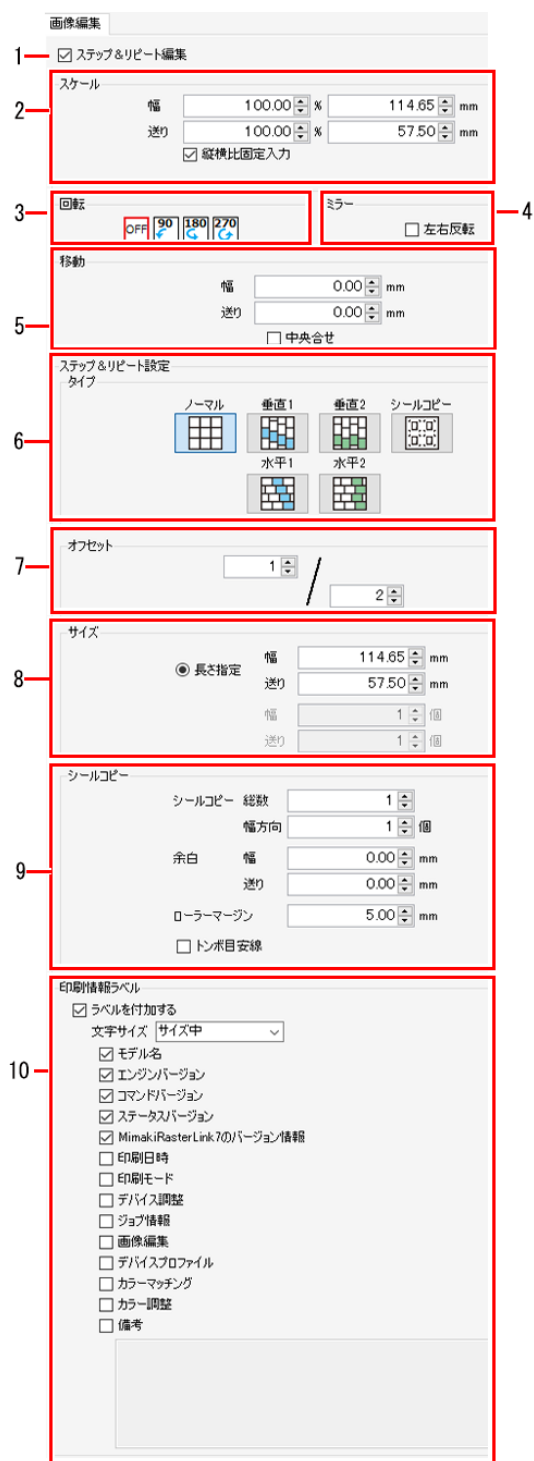 画像編集
1 ステップ&リピート編集
2 スケール
幅 100.00 % 114.65 mm
送り 100.00 % 57.50 mm
縦横比固定入力
3 回転
OFF 90 180 270
ミラー 4
左右反転
5 移動
幅 0.00 mm
送り 0.00 mm
中央合せ
6 ステップ&リピート設定
タイプ
ノーマル 垂直1 垂直2 シールコピー
水平1 水平2
7 オフセット
1 / 2
8 サイズ
長さ指定 幅 114.65 mm
送り 57.50 mm
幅 1 個
送り 1 個
9 シールコピー
シールコピー 総数 1
幅方向 1 個
余白 幅 0.00 mm
送り 0.00 mm
ローラーマージン 5.00 mm
トンボ目安線
10 印刷情報ラベル
ラベルを付加する
文字サイズ サイズ中
モデル名
エンジンバージョン
コマンドバージョン
ステータスバージョン
MimakiRasterLink7のバージョン情報
印刷日時
印刷モード
デバイス調整
ジョブ情報
画像編集
デバイスプロファイル
カラーマッチング
カラー調整
備考